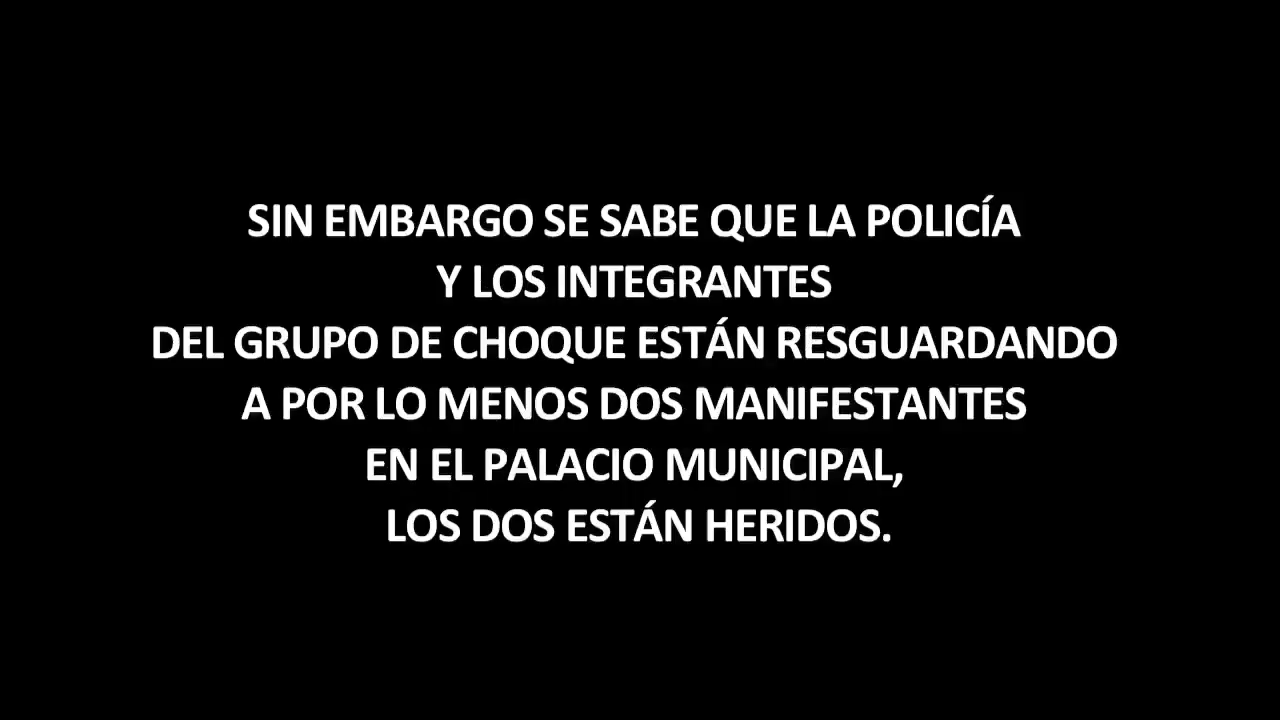 SIN EMBARGO SE SABE QUE LA POLICÍA
Y LOS INTEGRANTES
DEL GRUPO DE CHOQUE ESTÁN RESGUARDANDO
A POR LO MENOS DOS MANIFESTANTES
EN EL PALACIO MUNICIPAL,
LOS DOS ESTÁN HERIDOS.